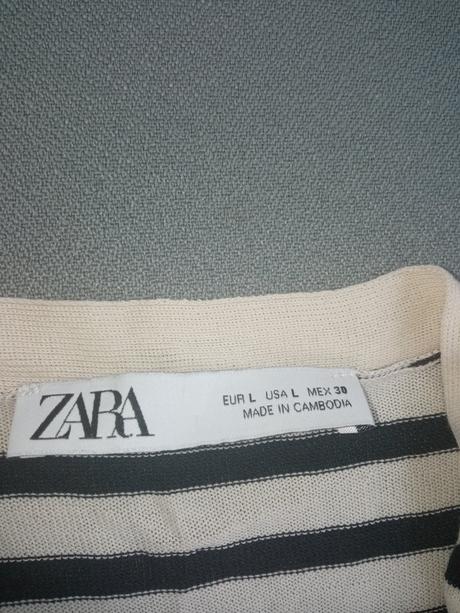 ZARA
EUR L USA L MEX 30
MADE IN CAMBODIA